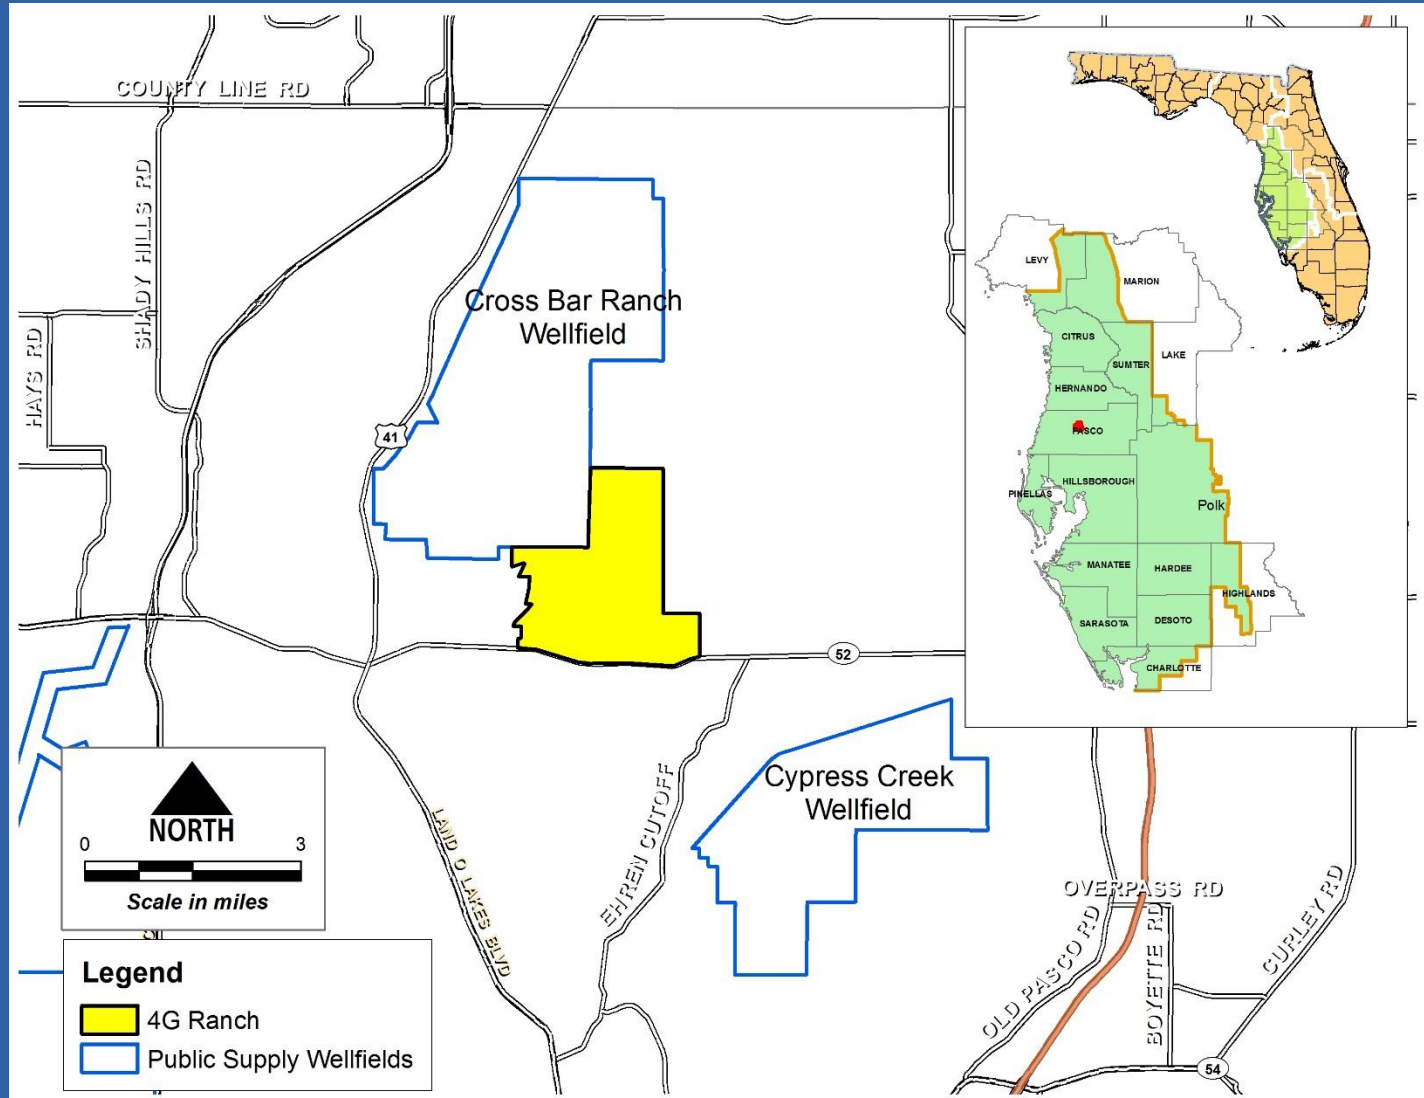 COUNTY LINE RD
SHADY HILLS RD
HAYS RD
Cross Bar Ranch
Wellfield
41
52
Cypress Creek
Wellfield
EHREN CUTOFF
LAND O LAKES BLVD
OVERPASS RD
OLD PASCO RD
BOYETTE RD
CURLEY RD
54
LEVY
MARION
CITRUS
LAKE
SUMTER
HERNANDO
PASCO
HILLSBOROUGH
PINELLAS
Polk
MANATEE
HARDEE
HIGHLANDS
SARASOTA
DESOTO
CHARLOTTE
NORTH
0 3
Scale in miles
Legend
4G Ranch
Public Supply Wellfields